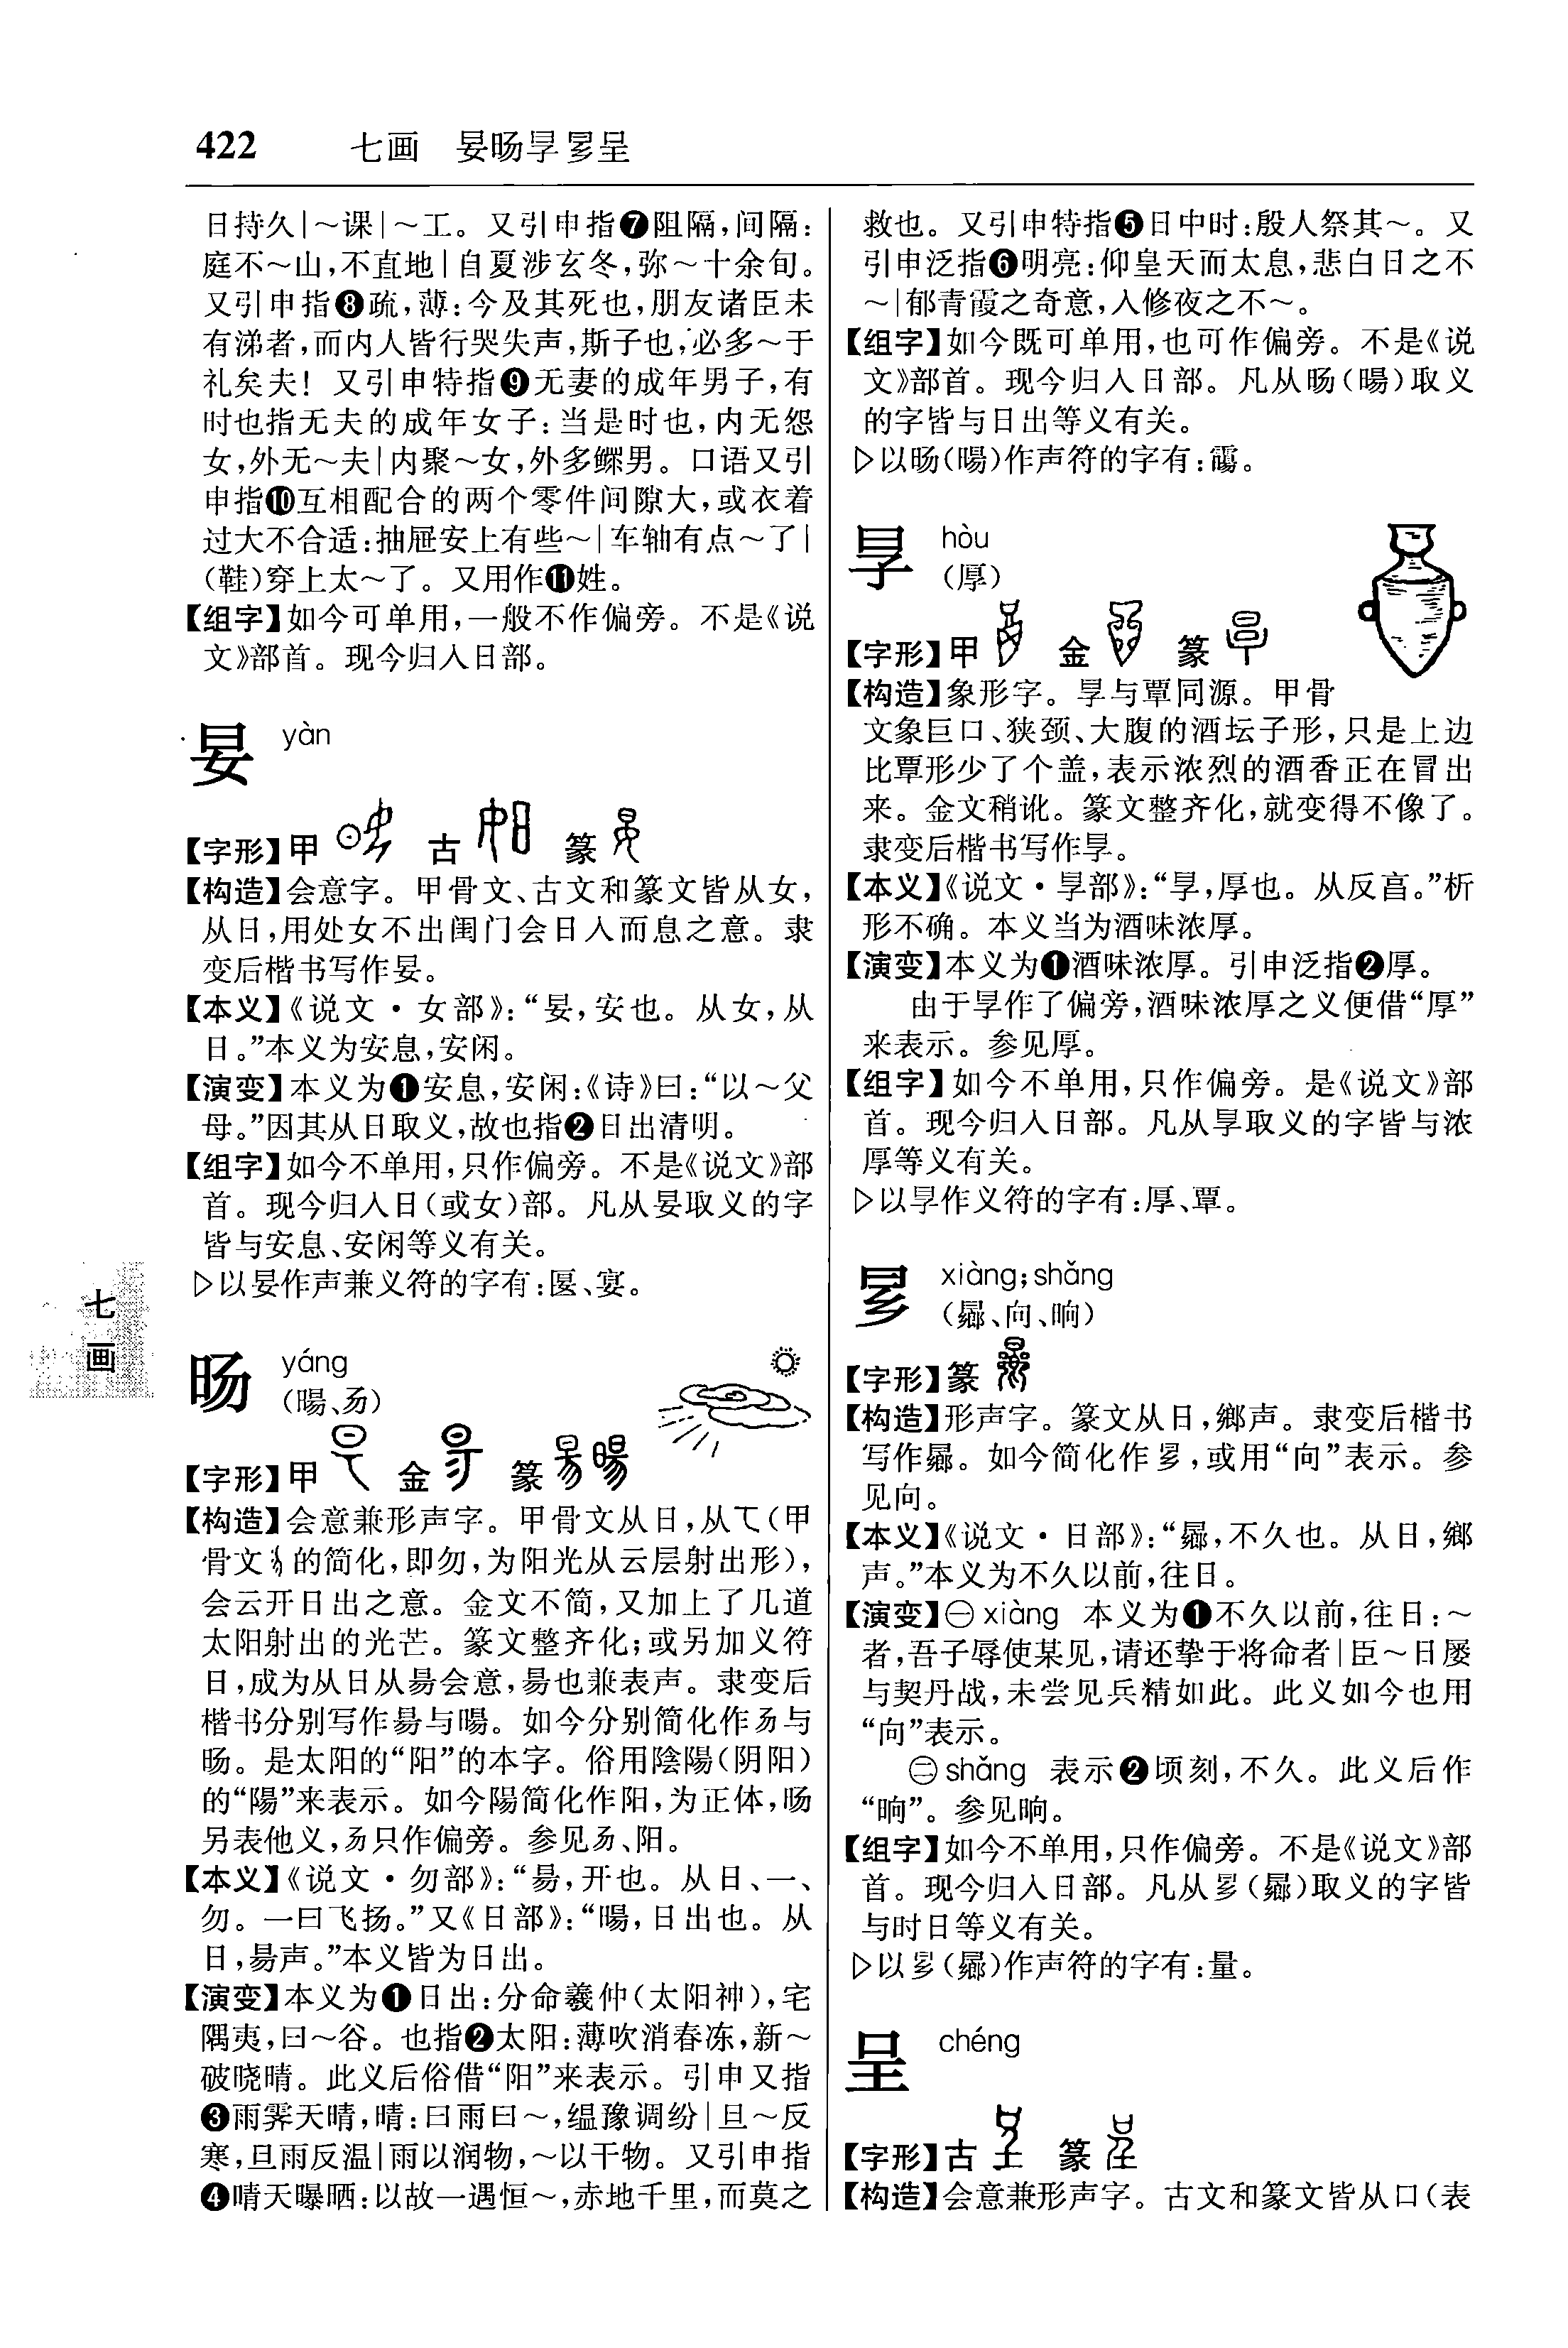 422 七画 晏旸㫗𰅜呈
日持久|～课|～工。又引申指❼阻隔,间隔:
庭不～山,不直地|自夏涉玄冬,弥～十余旬。
又引申指❽疏,薄:今及其死也,朋友诸臣未
有涕者,而内人皆行哭失声,斯子也,必多～于
礼矣夫!又引申特指❾无妻的成年男子,有
时也指无夫的成年女子:当是时也,内无怨
女,外无～夫|内聚～女,外多鳏男。口语又引
申指❿互相配合的两个零件间隙大,或衣着
过大不合适:抽屉安上有些～|车轴有点～了|
(鞋)穿上太～了。又用作⓫姓。
【组字】如今可单用,一般不作偏旁。不是《说
文》部首。现今归入日部。
晏 yàn
【字形】甲 古 篆
【构造】会意字。甲骨文、古文和篆文皆从女,
从日,用处女不出闺门会日入而息之意。隶
变后楷书写作晏。
【本义】《说文·女部》:“晏,安也。从女,从
日。”本义为安息,安闲。
【演变】本义为❶安息,安闲:《诗》曰:“以～父
母。”因其从日取义,故也指❷日出清明。
【组字】如今不单用,只作偏旁。不是《说文》部
首。现今归入日(或女)部。凡从晏取义的字
皆与安息、安闲等义有关。
▷以晏作声兼义符的字有:匽、宴。
旸 yáng
(暘、𠃓)
【字形】甲 金 篆
【构造】会意兼形声字。甲骨文从日,从(甲
骨文的简化,即勿,为阳光从云层射出形),
会云开日出之意。金文不简,又加上了几道
太阳射出的光芒。篆文整齐化;或另加义符
日,成为从日从昜会意,昜也兼表声。隶变后
楷书分别写作昜与暘。如今分别简化作𠃓与
旸。是太阳的“阳”的本字。俗用陰陽(阴阳)
的“陽”来表示。如今陽简化作阳,为正体,旸
另表他义,𠃓只作偏旁。参见𠃓、阳。
【本义】《说文·勿部》:“昜,开也。从日、一、
勿。一曰飞扬。”又《日部》:“暘,日出也。从
日,昜声。”本义皆为日出。
【演变】本义为❶日出:分命羲仲(太阳神),宅
隅夷,曰～谷。也指❷太阳:薄吹消春冻,新～
破晓晴。此义后俗借“阳”来表示。引申又指
❸雨霁天晴,晴:曰雨曰～,缊豫调纷|旦～反
寒,旦雨反温|雨以润物,～以干物。又引申指
❹晴天曝晒:以故一遇恒～,赤地千里,而莫之
救也。又引申特指❺日中时:殷人祭其～。又
引申泛指❻明亮:仰皇天而太息,悲白日之不
～|郁青霞之奇意,入修夜之不～。
【组字】如今既可单用,也可作偏旁。不是《说
文》部首。现今归入日部。凡从旸(暘)取义
的字皆与日出等义有关。
▷以旸(暘)作声符的字有:霷。
㫗 hòu
(厚)
【字形】甲 金 篆
【构造】象形字。㫗与覃同源。甲骨
文象巨口、狭颈、大腹的酒坛子形,只是上边
比覃形少了个盖,表示浓烈的酒香正在冒出
来。金文稍讹。篆文整齐化,就变得不像了。
隶变后楷书写作㫗。
【本义】《说文·㫗部》:“㫗,厚也。从反亯。”析
形不确。本义当为酒味浓厚。
【演变】本义为❶酒味浓厚。引申泛指❷厚。
由于㫗作了偏旁,酒味浓厚之义便借“厚”
来表示。参见厚。
【组字】如今不单用,只作偏旁。是《说文》部
首。现今归入日部。凡从㫗取义的字皆与浓
厚等义有关。
▷以㫗作义符的字有:厚、覃。
xiàng;shǎng
(曏、向、晌)
【字形】篆
【构造】形声字。篆文从日,鄉声。隶变后楷书
写作曏。如今简化作,或用“向”表示。参
见向。
【本义】《说文·日部》:“曏,不久也。从日,鄉
声。”本义为不久以前,往日。
【演变】㊀xiàng 本义为❶不久以前,往日:～
者,吾子辱使某见,请还挚于将命者|臣～日屡
与契丹战,未尝见兵精如此。此义如今也用
“向”表示。
㊁shǎng 表示❷顷刻,不久。此义后作
“晌”。参见晌。
【组字】如今不单用,只作偏旁。不是《说文》部
首。现今归入日部。凡从(曏)取义的字皆
与时日等义有关。
▷以(曏)作声符的字有:量。
呈 chéng
【字形】古 篆
【构造】会意兼形声字。古文和篆文皆从口(表
七
画